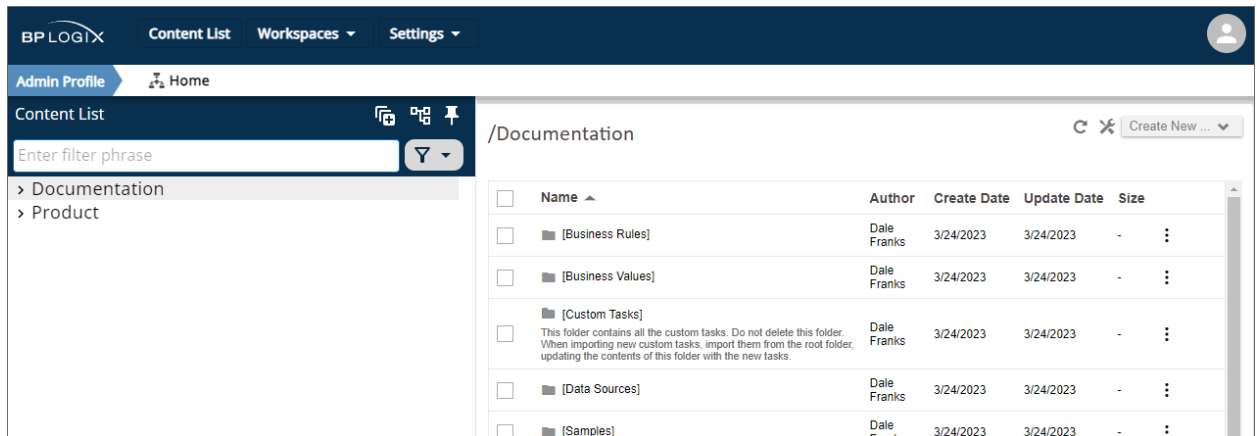 BPLOGIX Content List Workspaces Settings
Admin Profile Home
Content List
Enter filter phrase
Documentation
Product
/Documentation
Create New ...
Name Author Create Date Update Date Size
[Business Rules] Dale Franks 3/24/2023 3/24/2023 -
[Business Values] Dale Franks 3/24/2023 3/24/2023 -
[Custom Tasks]
This folder contains all the custom tasks. Do not delete this folder.
When importing new custom tasks, import them from the root folder,
updating the contents of this folder with the new tasks.
Dale Franks 3/24/2023 3/24/2023 -
[Data Sources] Dale Franks 3/24/2023 3/24/2023 -
[Samples] Dale 3/24/2023 3/24/2023 -